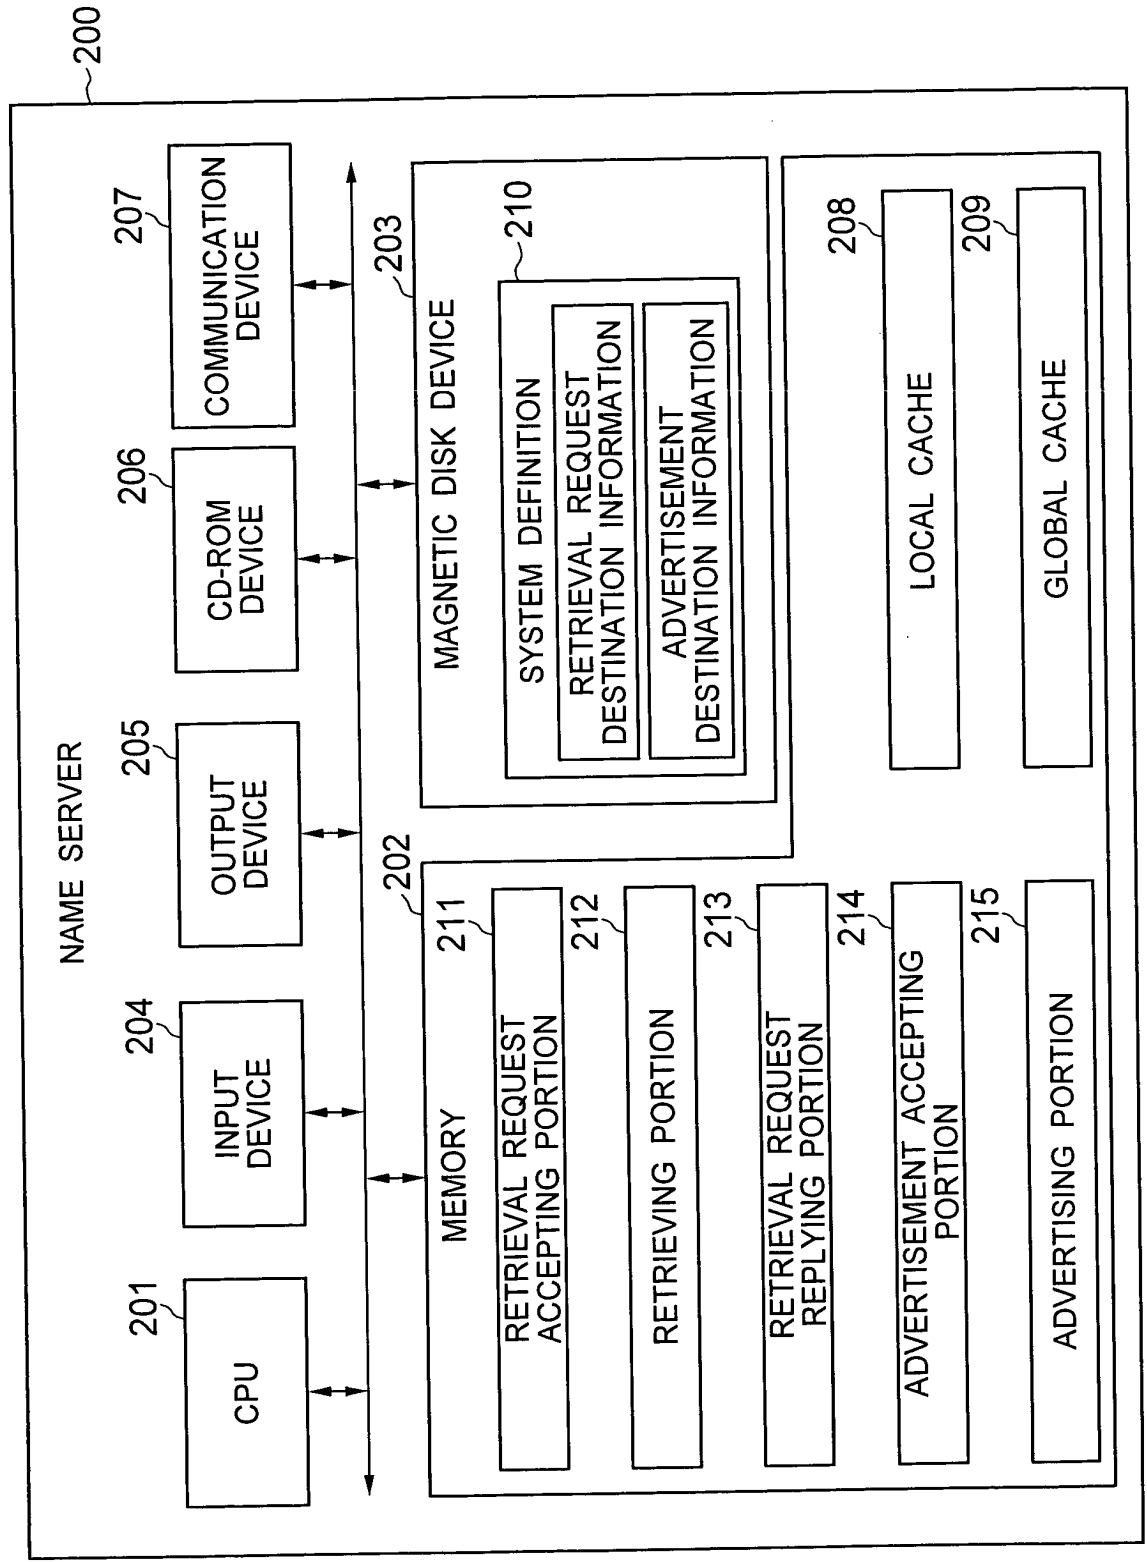 NAME SERVER
200
201
CPU
204
INPUT
DEVICE
205
OUTPUT
DEVICE
206
CD-ROM
DEVICE
207
COMMUNICATION
DEVICE
202
MEMORY
211
RETRIEVAL REQUEST
ACCEPTING PORTION
212
RETRIEVING PORTION
213
RETRIEVAL REQUEST
REPLYING PORTION
214
ADVERTISEMENT ACCEPTING
PORTION
215
ADVERTISING PORTION
203
MAGNETIC DISK DEVICE
210
SYSTEM DEFINITION
RETRIEVAL REQUEST
DESTINATION INFORMATION
ADVERTISEMENT
DESTINATION INFORMATION
208
LOCAL CACHE
209
GLOBAL CACHE